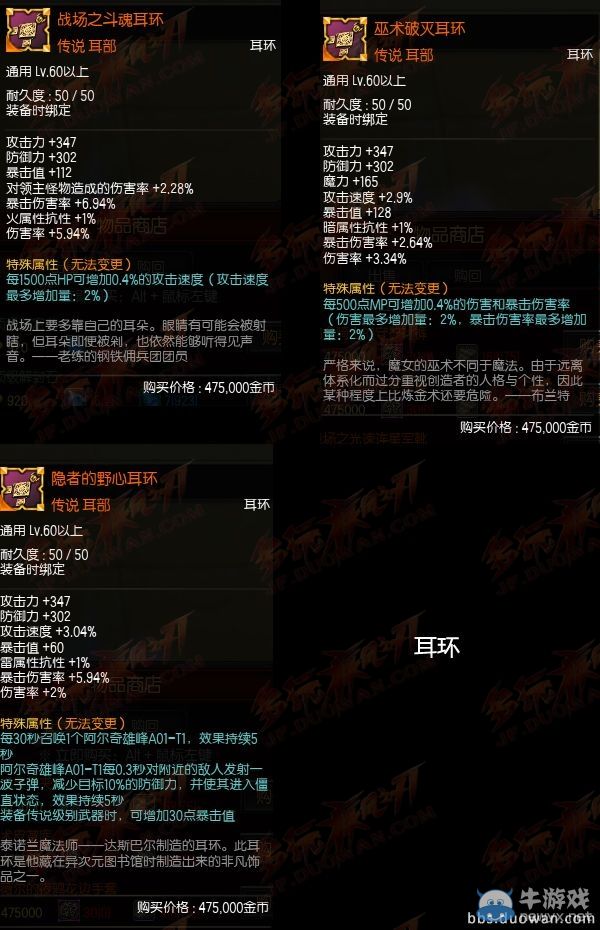 战场之斗魂耳环
传说 耳部
耳环
通用 Lv.60以上
耐久度 : 50 / 50
装备时绑定
攻击力 +347
防御力 +302
暴击值 +112
对领主怪物造成的伤害率 +2.28%
暴击伤害率 +6.94%
火属性抗性 +1%
伤害率 +5.94%
特殊属性（无法变更）
每1500点HP可增加0.4%的攻击速度（攻击速度
最多增加量：2%）
战场上要多靠自己的耳朵。眼睛有可能会被射
瞎，但耳朵即便被剁，也依然能够听得见声
音。——老练的钢铁佣兵团团员
购买价格 : 475,000金币
巫术破灭耳环
传说 耳部
耳环
通用 Lv.60以上
耐久度 : 50 / 50
装备时绑定
攻击力 +347
防御力 +302
魔力 +165
攻击速度 +2.9%
暴击值 +128
暗属性抗性 +1%
暴击伤害率 +2.64%
伤害率 +3.34%
特殊属性（无法变更）
每500点MP可增加0.4%的伤害和暴击伤害率
（伤害最多增加量：2%，暴击伤害率最多增加
量：2%）
严格来说，魔女的巫术不同于魔法。由于远离
体系化而过分重视创造者的人格与个性，因此
某种程度上比炼金术还要危险。——布兰特
购买价格 : 475,000金币
隐者的野心耳环
传说 耳部
耳环
通用 Lv.60以上
耐久度 : 50 / 50
装备时绑定
攻击力 +347
防御力 +302
攻击速度 +3.04%
暴击值 +60
雷属性抗性 +1%
暴击伤害率 +5.94%
伤害率 +2%
特殊属性（无法变更）
每30秒召唤1个阿尔奇雄峰A01-T1，效果持续5
秒
阿尔奇雄峰A01-T1每0.3秒对附近的敌人发射一
波子弹，减少目标10%的防御力，并使其进入僵
直状态，效果持续5秒
装备传说级别武器时，可增加30点暴击值
泰诺兰魔法师——达斯巴尔制造的耳环。此耳
环是他藏在异次元图书馆时制造出来的非凡饰
品之一。
购买价格 : 475,000金币
耳环
牛游戏
bbs.duowan.com